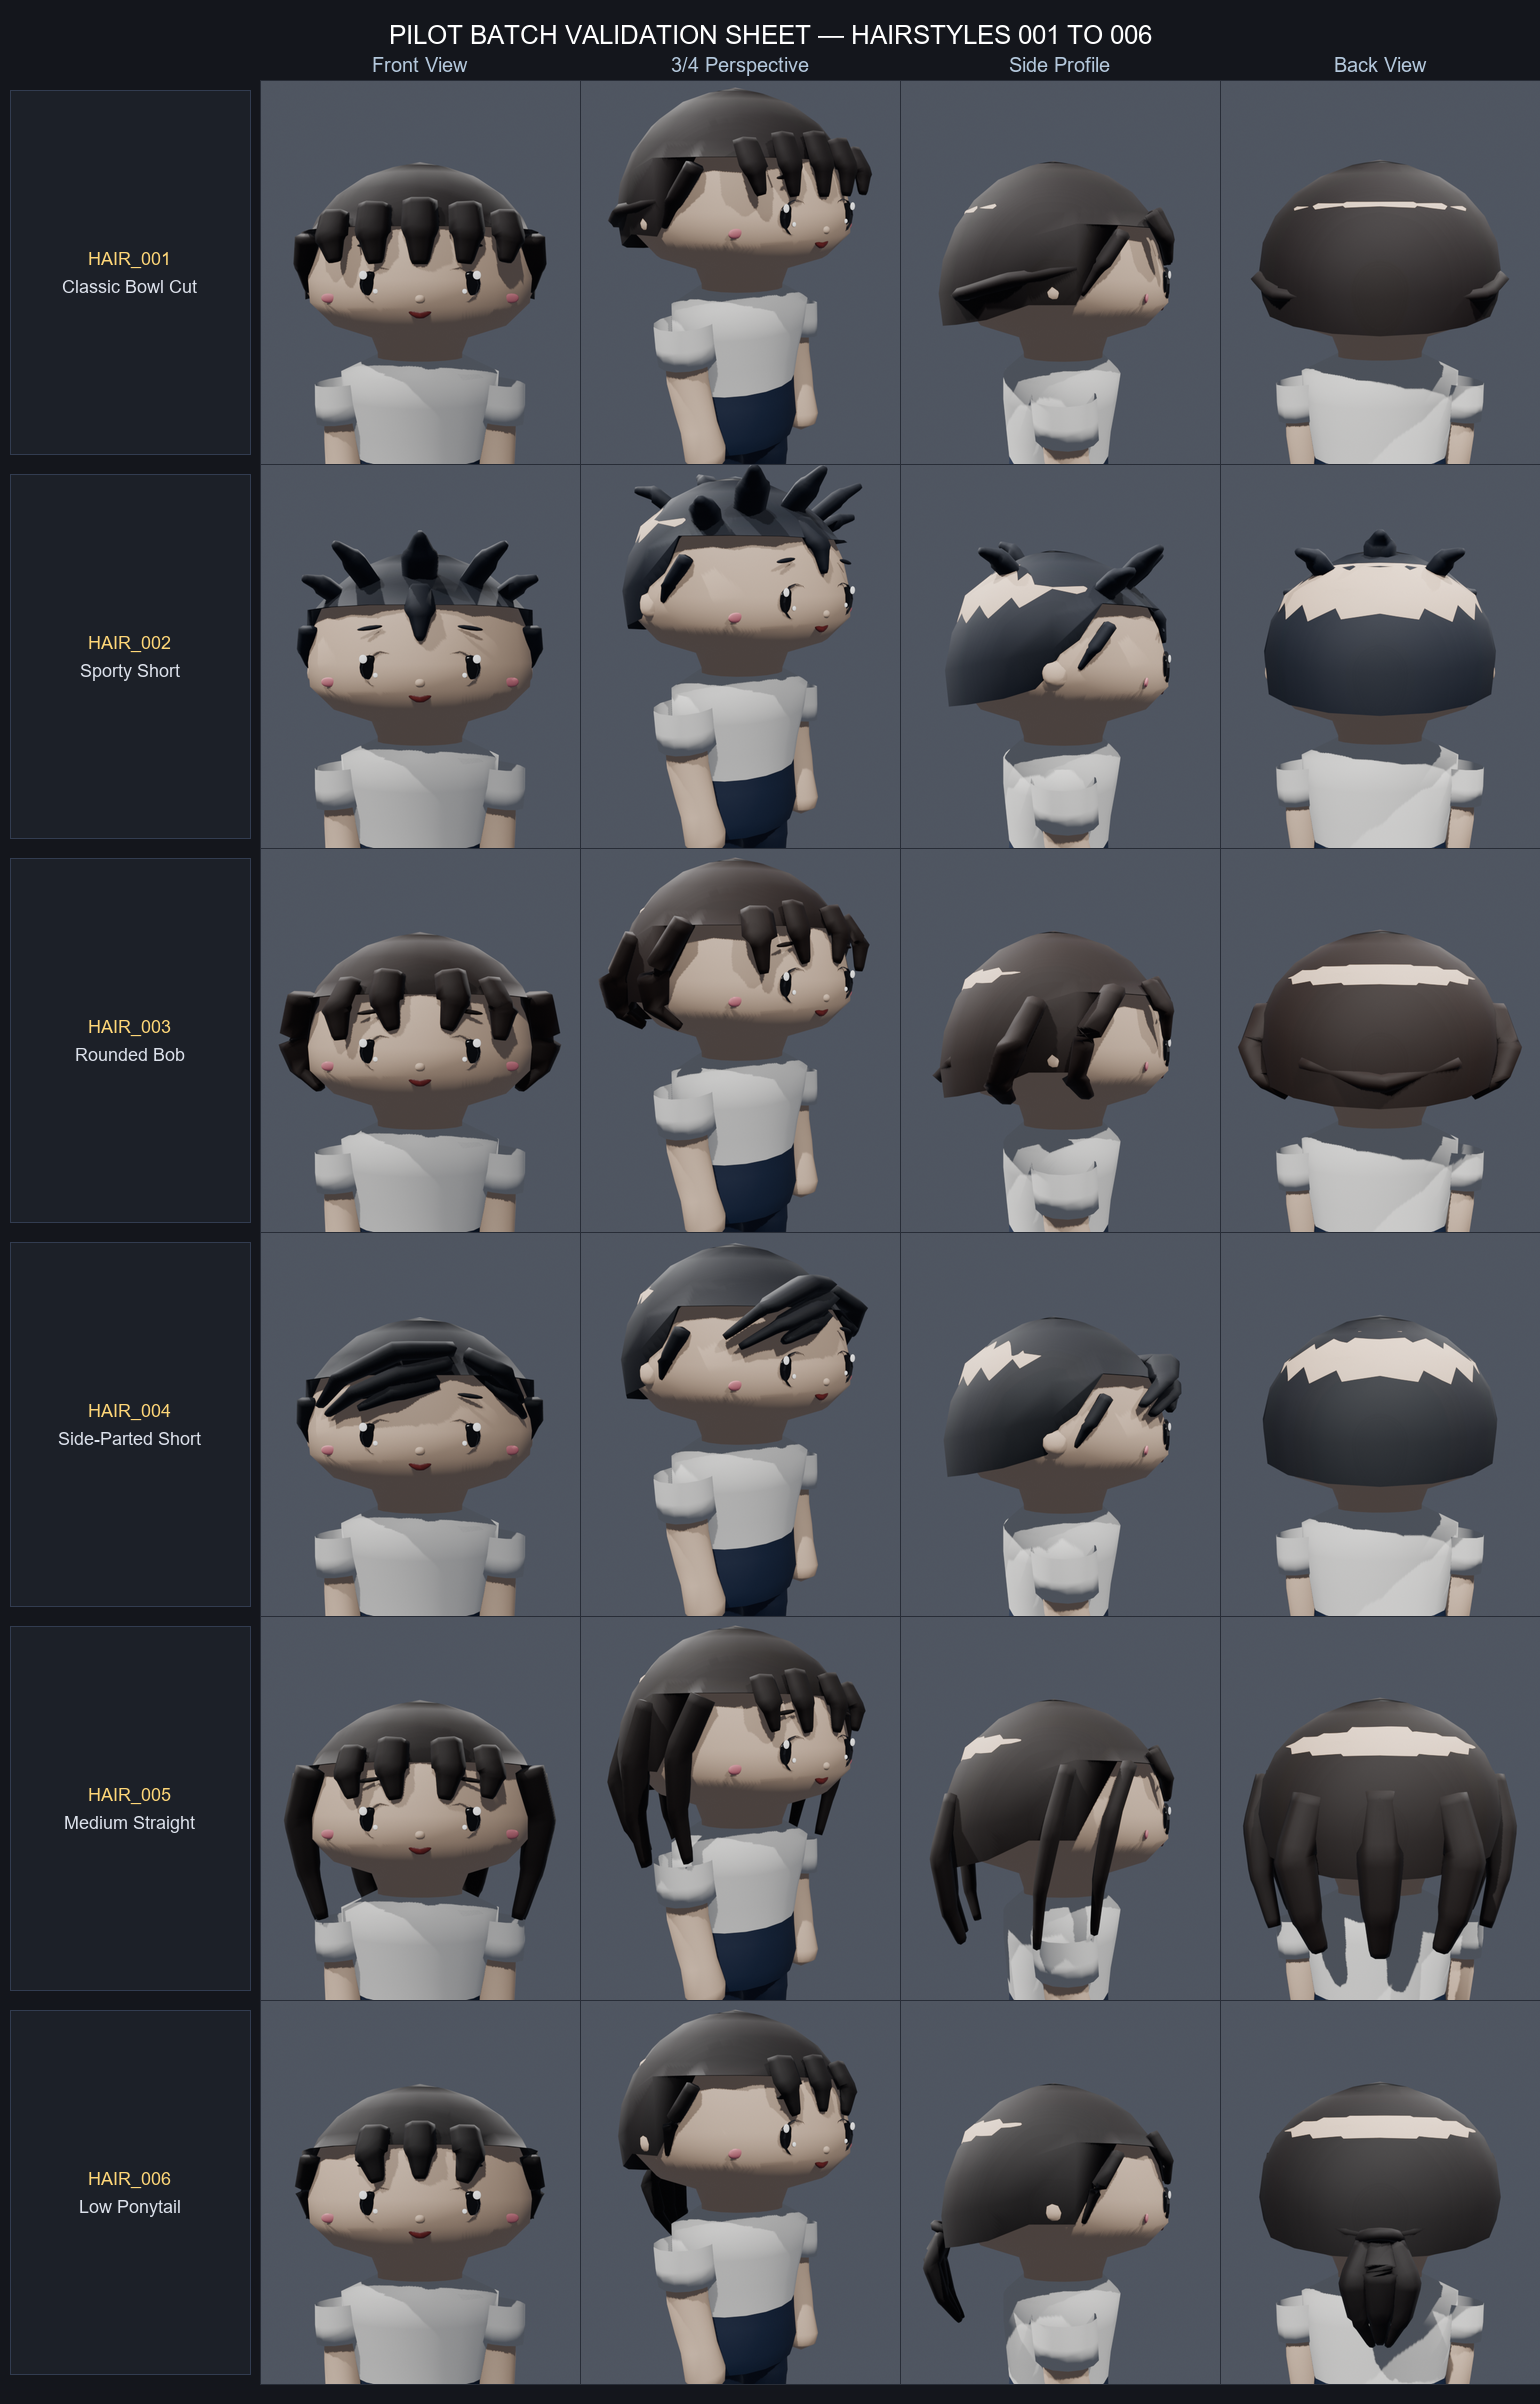 PILOT BATCH VALIDATION SHEET — HAIRSTYLES 001 TO 006
Front View
3/4 Perspective
Side Profile
Back View
HAIR_001
Classic Bowl Cut
HAIR_002
Sporty Short
HAIR_003
Rounded Bob
HAIR_004
Side-Parted Short
HAIR_005
Medium Straight
HAIR_006
Low Ponytail